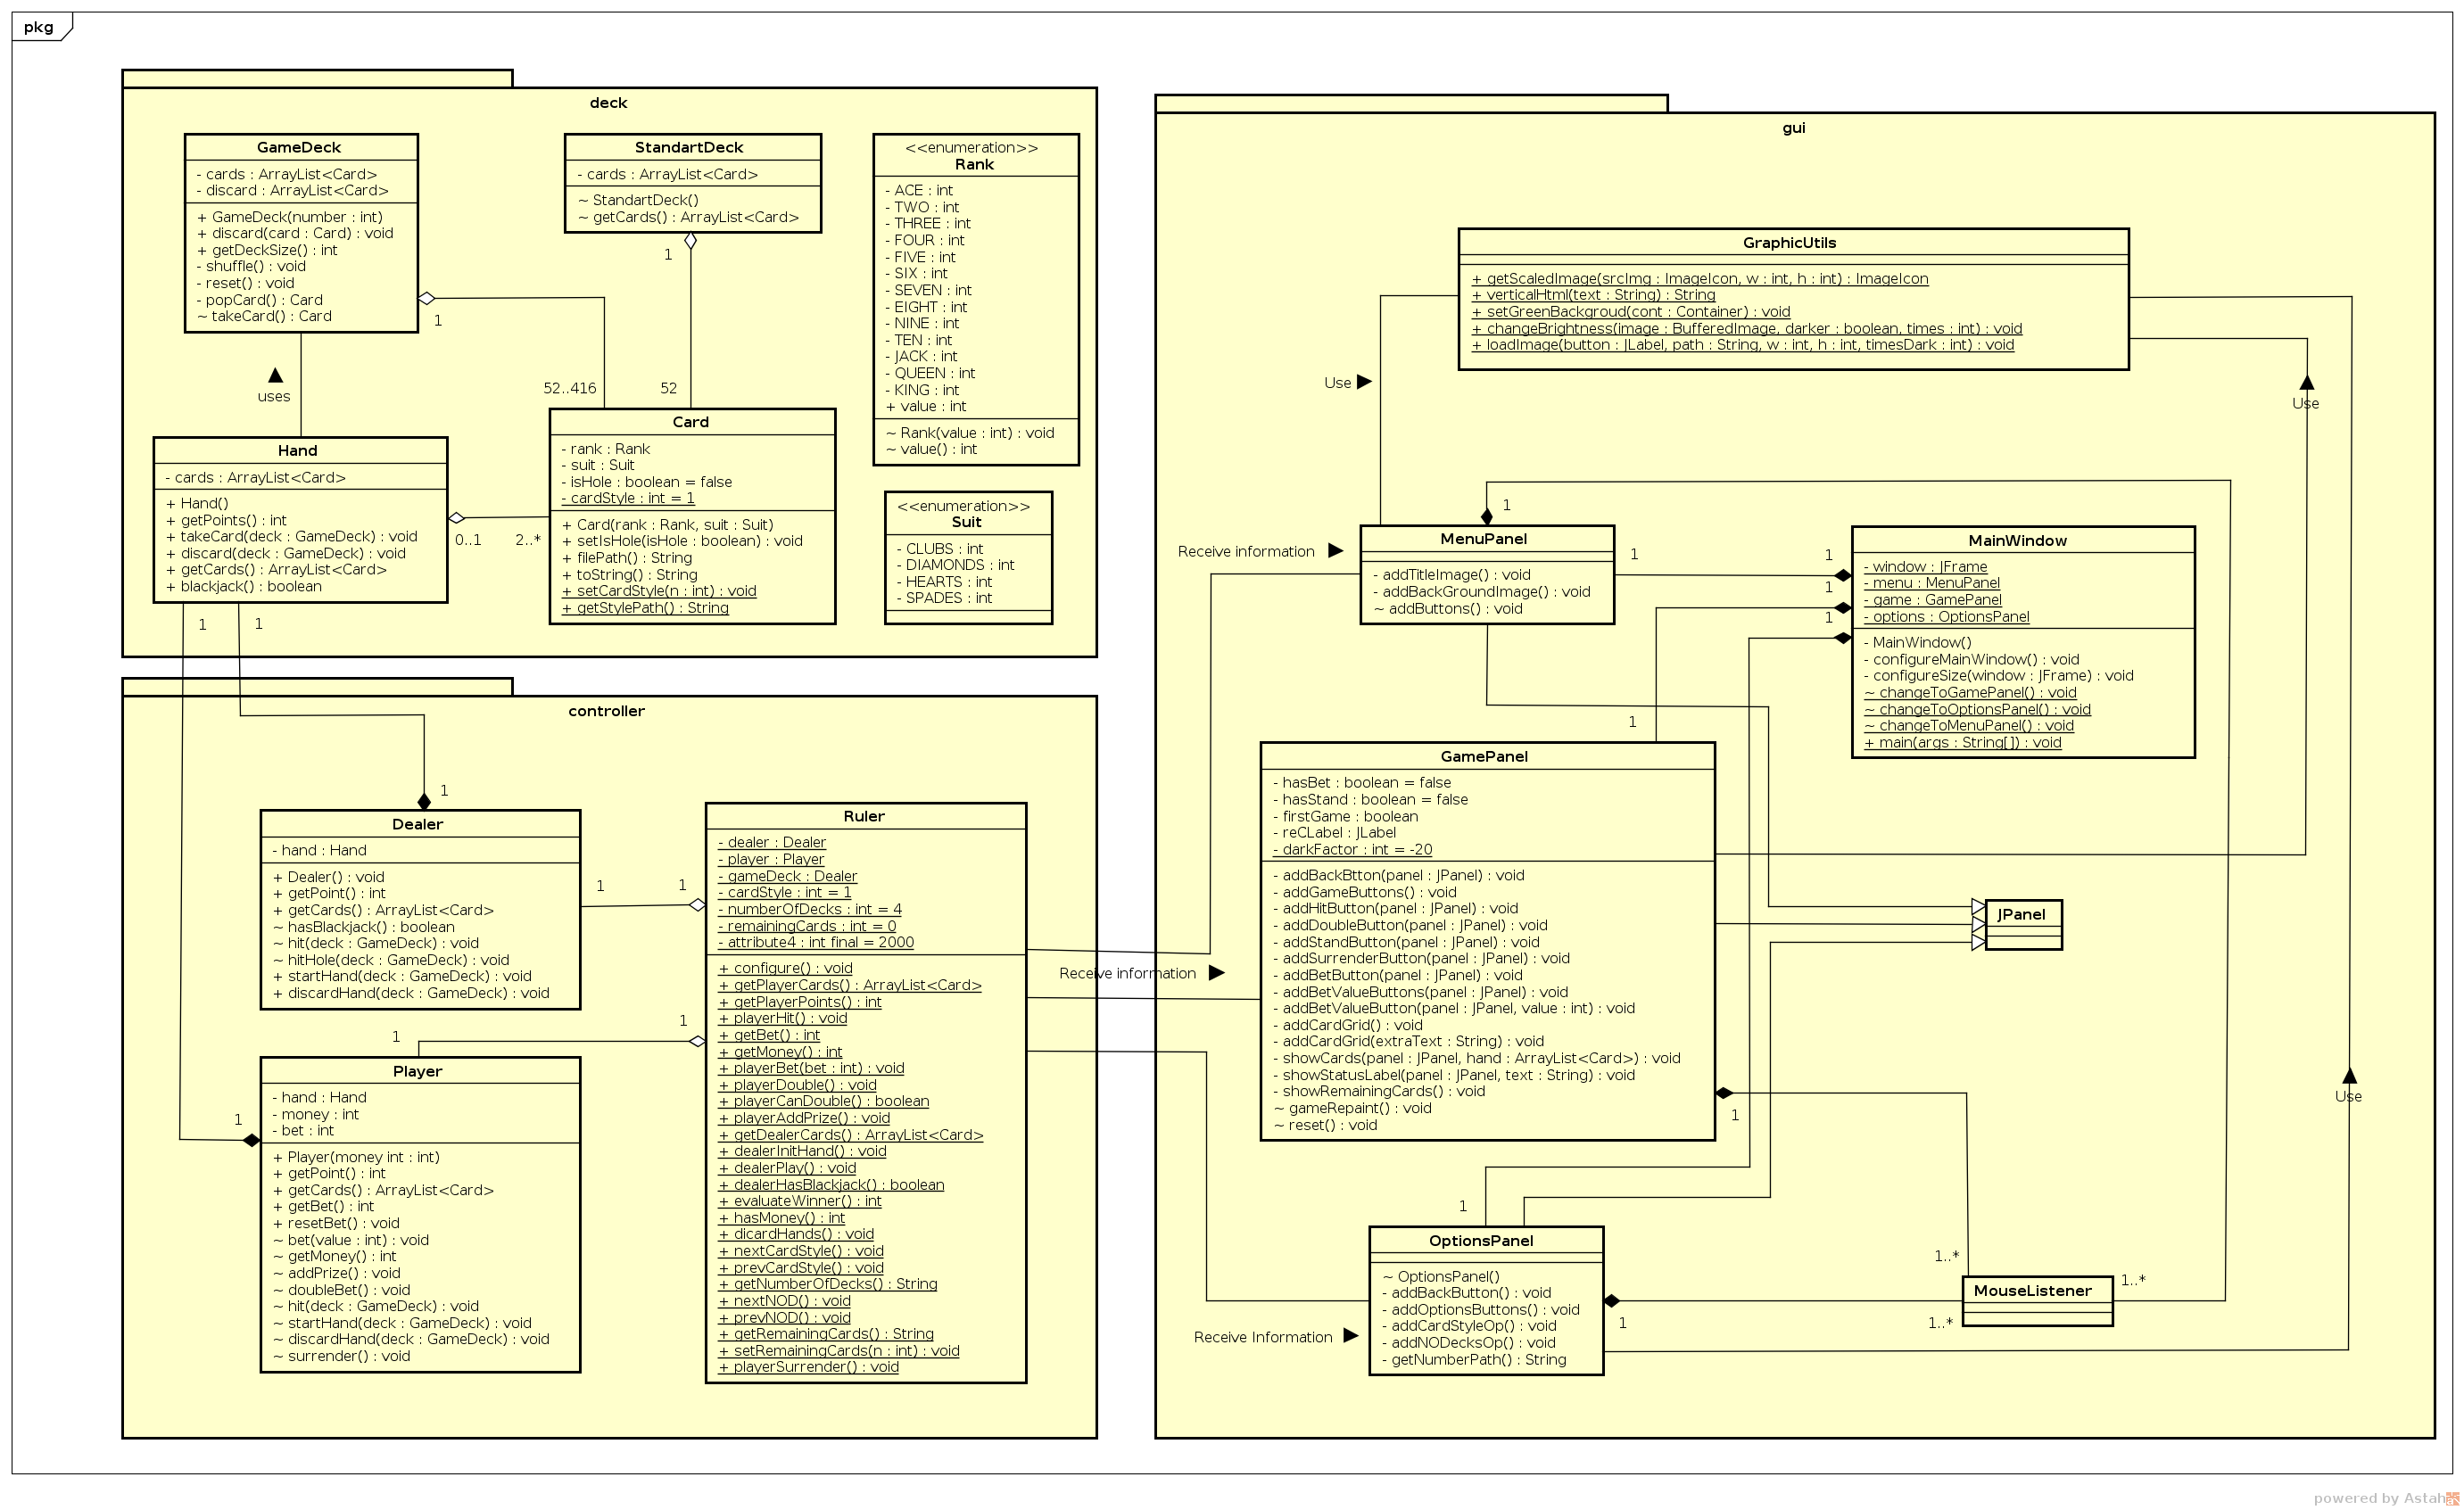 pkg
deck
GameDeck
- cards : ArrayList<Card>
- discard : ArrayList<Card>
+ GameDeck(number : int)
+ discard(card : Card) : void
+ getDeckSize() : int
- shuffle() : void
- reset() : void
- popCard() : Card
~ takeCard() : Card
1
52..416
uses
StandartDeck
- cards : ArrayList<Card>
~ StandartDeck()
~ getCards() : ArrayList<Card>
1
52
<<enumeration>>
Rank
- ACE : int
- TWO : int
- THREE : int
- FOUR : int
- FIVE : int
- SIX : int
- SEVEN : int
- EIGHT : int
- NINE : int
- TEN : int
- JACK : int
- QUEEN : int
- KING : int
+ value : int
~ Rank(value : int) : void
~ value() : int
Hand
- cards : ArrayList<Card>
+ Hand()
+ getPoints() : int
+ takeCard(deck : GameDeck) : void
+ discard(deck : GameDeck) : void
+ getCards() : ArrayList<Card>
+ blackjack() : boolean
0..1
2..*
1
1
Card
- rank : Rank
- suit : Suit
- isHole : boolean = false
- cardStyle : int = 1
+ Card(rank : Rank, suit : Suit)
+ setIsHole(isHole : boolean) : void
+ filePath() : String
+ toString() : String
+ setCardStyle(n : int) : void
+ getStylePath() : String
<<enumeration>>
Suit
- CLUBS : int
- DIAMONDS : int
- HEARTS : int
- SPADES : int
controller
1
Dealer
- hand : Hand
+ Dealer() : void
+ getPoint() : int
+ getCards() : ArrayList<Card>
~ hasBlackjack() : boolean
~ hit(deck : GameDeck) : void
~ hitHole(deck : GameDeck) : void
+ startHand(deck : GameDeck) : void
+ discardHand(deck : GameDeck) : void
1
1
1
1
1
Player
- hand : Hand
- money : int
- bet : int
+ Player(money int : int)
+ getPoint() : int
+ getCards() : ArrayList<Card>
+ getBet() : int
+ resetBet() : void
~ bet(value : int) : void
~ getMoney() : int
~ addPrize() : void
~ doubleBet() : void
~ hit(deck : GameDeck) : void
~ startHand(deck : GameDeck) : void
~ discardHand(deck : GameDeck) : void
~ surrender() : void
Ruler
- dealer : Dealer
- player : Player
- gameDeck : Dealer
- cardStyle : int = 1
- numberOfDecks : int = 4
- remainingCards : int = 0
- attribute4 : int final = 2000
+ configure() : void
+ getPlayerCards() : ArrayList<Card>
+ getPlayerPoints() : int
+ playerHit() : void
+ getBet() : int
+ getMoney() : int
+ playerBet(bet : int) : void
+ playerDouble() : void
+ playerCanDouble() : boolean
+ playerAddPrize() : void
+ getDealerCards() : ArrayList<Card>
+ dealerInitHand() : void
+ dealerPlay() : void
+ dealerHasBlackjack() : boolean
+ evaluateWinner() : int
+ hasMoney() : int
+ dicardHands() : void
+ nextCardStyle() : void
+ prevCardStyle() : void
+ getNumberOfDecks() : String
+ nextNOD() : void
+ prevNOD() : void
+ getRemainingCards() : String
+ setRemainingCards(n : int) : void
+ playerSurrender() : void
gui
GraphicUtils
+ getScaledImage(srcImg : ImageIcon, w : int, h : int) : ImageIcon
+ verticalHtml(text : String) : String
+ setGreenBackgroud(cont : Container) : void
+ changeBrightness(image : BufferedImage, darker : boolean, times : int) : void
+ loadImage(button : JLabel, path : String, w : int, h : int, timesDark : int) : void
Use
Use
Use
Receive information
Receive information
Receive Information
MenuPanel
- addTitleImage() : void
- addBackGroundImage() : void
~ addButtons() : void
1
1
1
1
1
MainWindow
- window : JFrame
- menu : MenuPanel
- game : GamePanel
- options : OptionsPanel
- MainWindow()
- configureMainWindow() : void
- configureSize(window : JFrame) : void
~ changeToGamePanel() : void
~ changeToOptionsPanel() : void
~ changeToMenuPanel() : void
+ main(args : String[]) : void
1
GamePanel
- hasBet : boolean = false
- hasStand : boolean = false
- firstGame : boolean
- reCLabel : JLabel
- darkFactor : int = -20
- addBackBtton(panel : JPanel) : void
- addGameButtons() : void
- addHitButton(panel : JPanel) : void
- addDoubleButton(panel : JPanel) : void
- addStandButton(panel : JPanel) : void
- addSurrenderButton(panel : JPanel) : void
- addBetButton(panel : JPanel) : void
- addBetValueButtons(panel : JPanel) : void
- addBetValueButton(panel : JPanel, value : int) : void
- addCardGrid() : void
- addCardGrid(extraText : String) : void
- showCards(panel : JPanel, hand : ArrayList<Card>) : void
- showStatusLabel(panel : JPanel, text : String) : void
- showRemainingCards() : void
~ gameRepaint() : void
~ reset() : void
1
JPanel
1
OptionsPanel
~ OptionsPanel()
- addBackButton() : void
- addOptionsButtons() : void
- addCardStyleOp() : void
- addNODecksOp() : void
- getNumberPath() : String
1
1..*
1..*
1..*
MouseListener
powered by Astah